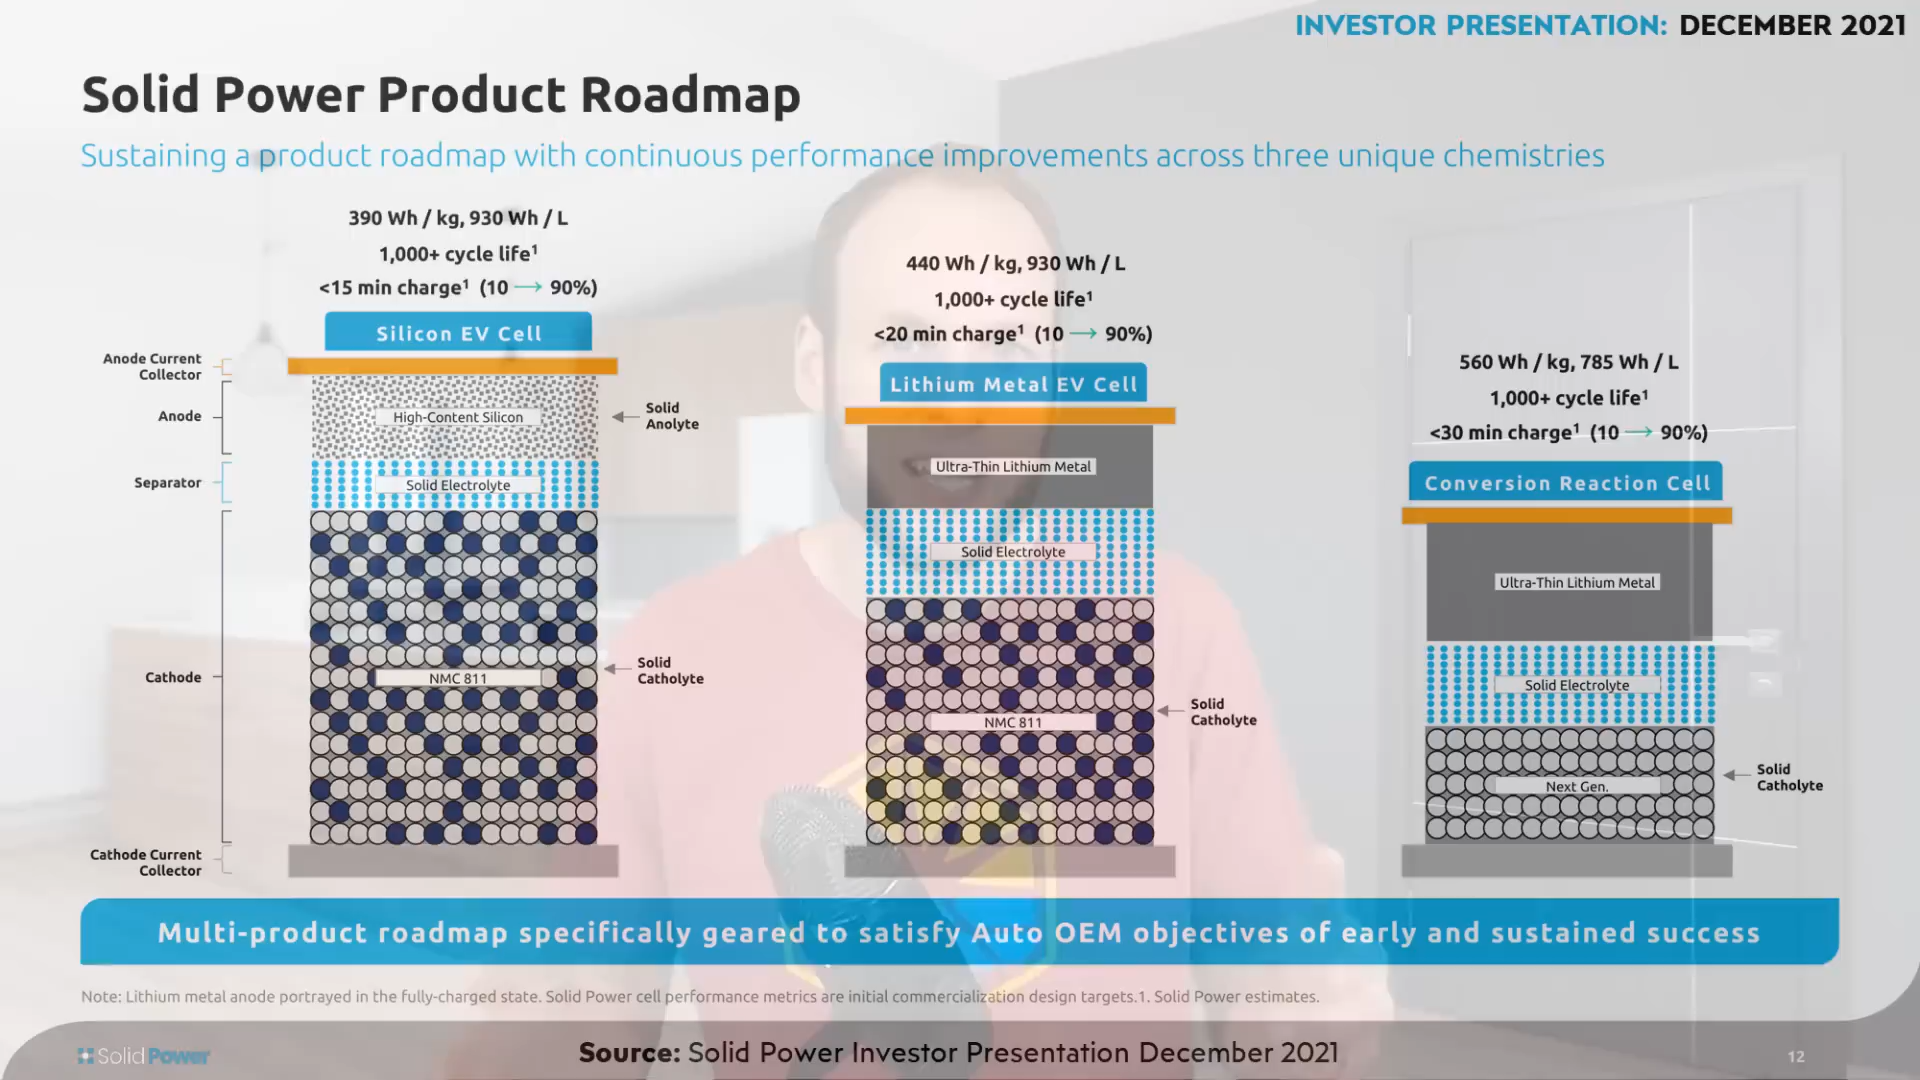 INVESTOR PRESENTATION: DECEMBER 2021
Solid Power Product Roadmap
Sustaining a product roadmap with continuous performance improvements across three unique chemistries
390 Wh / kg, 930 Wh / L
1,000+ cycle life¹
<15 min charge¹ (10 → 90%)
Silicon EV Cell
Anode Current
Collector
Anode
Separator
Cathode
Cathode Current
Collector
High-Content Silicon
Solid
Anolyte
Solid Electrolyte
NMC 811
Solid
Catholyte
440 Wh / kg, 930 Wh / L
1,000+ cycle life¹
<20 min charge¹ (10 → 90%)
Lithium Metal EV Cell
Ultra-Thin Lithium Metal
Solid Electrolyte
NMC 811
Solid
Catholyte
560 Wh / kg, 785 Wh / L
1,000+ cycle life¹
<30 min charge¹ (10 → 90%)
Conversion Reaction Cell
Ultra-Thin Lithium Metal
Solid Electrolyte
Next Gen.
Solid
Catholyte
Multi-product roadmap specifically geared to satisfy Auto OEM objectives of early and sustained success
Note: Lithium metal anode portrayed in the fully-charged state. Solid Power cell performance metrics are initial commercialization design targets.1. Solid Power estimates.
Solid Power
Source: Solid Power Investor Presentation December 2021
12